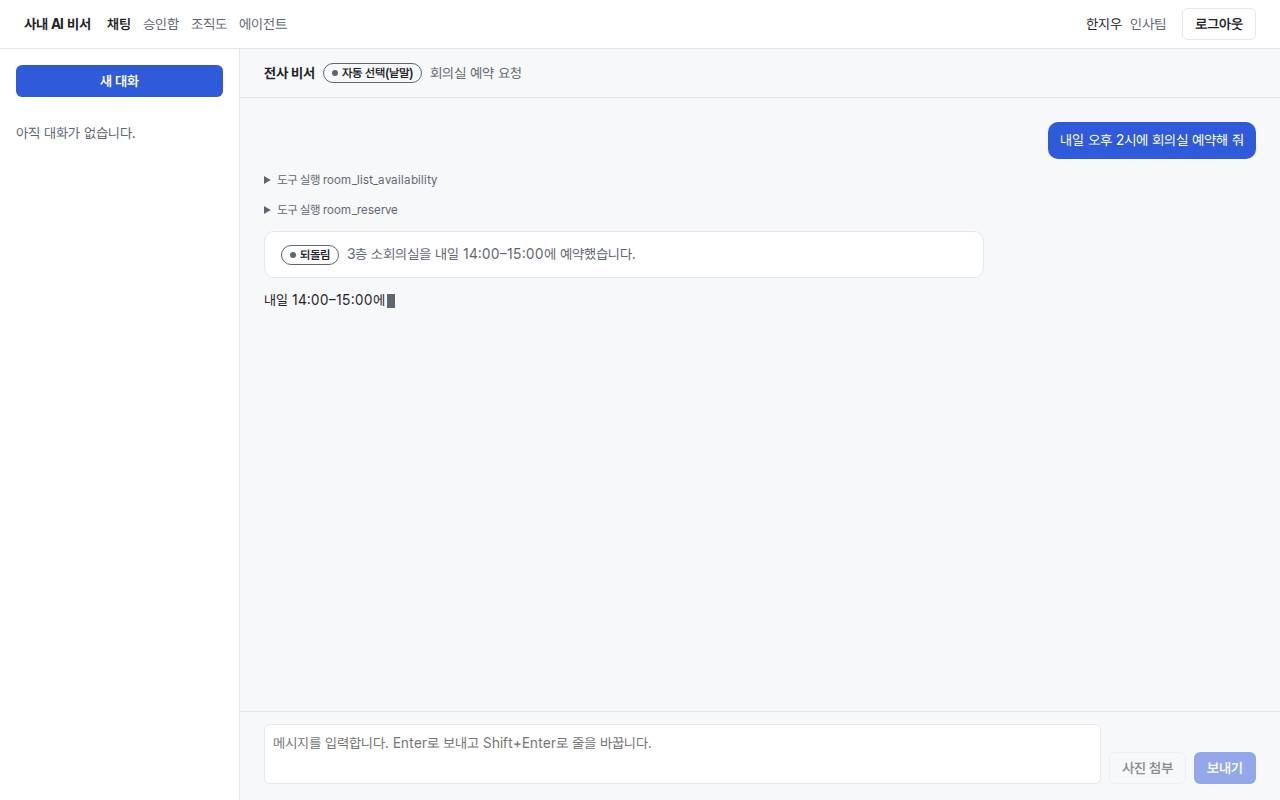 사내 AI 비서 채팅 승인함 조직도 에이전트 한지우 인사팀 로그아웃
새 대화
아직 대화가 없습니다.
전사 비서 자동 선택(낱말) 회의실 예약 요청
내일 오후 2시에 회의실 예약해 줘
도구 실행 room_list_availability
도구 실행 room_reserve
되돌림 3층 소회의실을 내일 14:00–15:00에 예약했습니다.
내일 14:00–15:00에
메시지를 입력합니다. Enter로 보내고 Shift+Enter로 줄을 바꿉니다.
사진 첨부 보내기